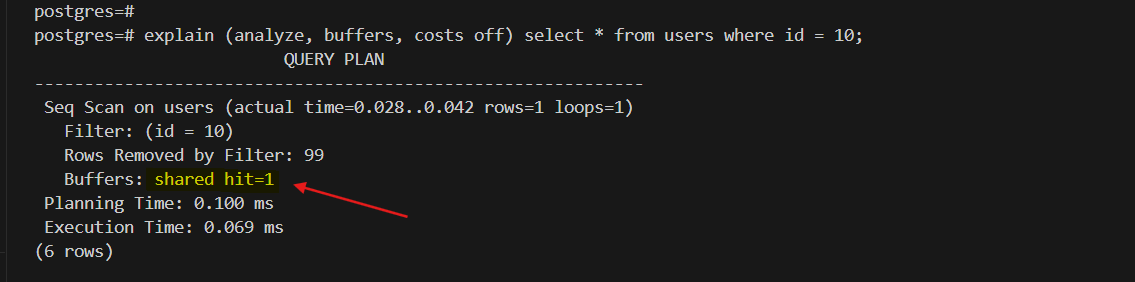 postgres=#
postgres=# explain (analyze, buffers, costs off) select * from users where id = 10;
                         QUERY PLAN
-------------------------------------------------------------
 Seq Scan on users (actual time=0.028..0.042 rows=1 loops=1)
   Filter: (id = 10)
   Rows Removed by Filter: 99
   Buffers: shared hit=1
 Planning Time: 0.100 ms
 Execution Time: 0.069 ms
(6 rows)